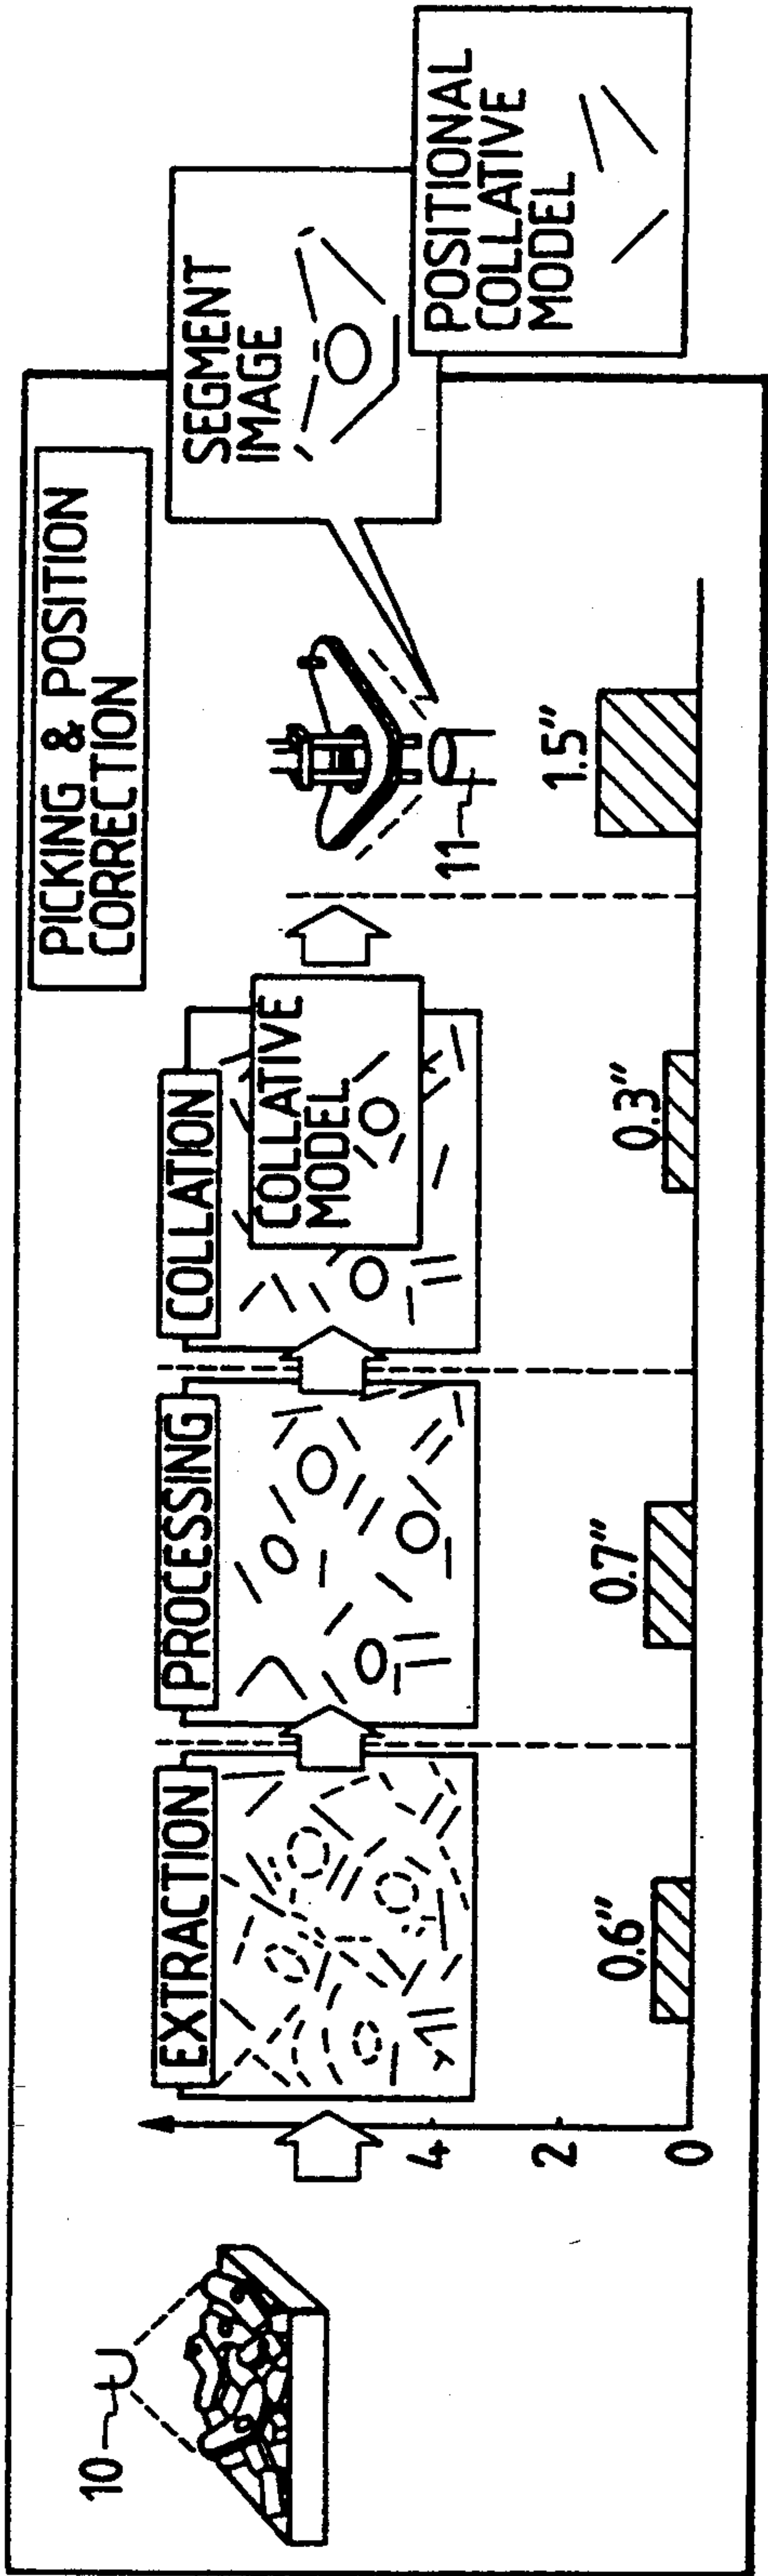 10
EXTRACTION
PROCESSING
COLLATION
COLLATIVE
MODEL
PICKING & POSITION
CORRECTION
SEGMENT
IMAGE
POSITIONAL
COLLATIVE
MODEL
11
4
2
0
0.6"
0.7"
0.3"
1.5"